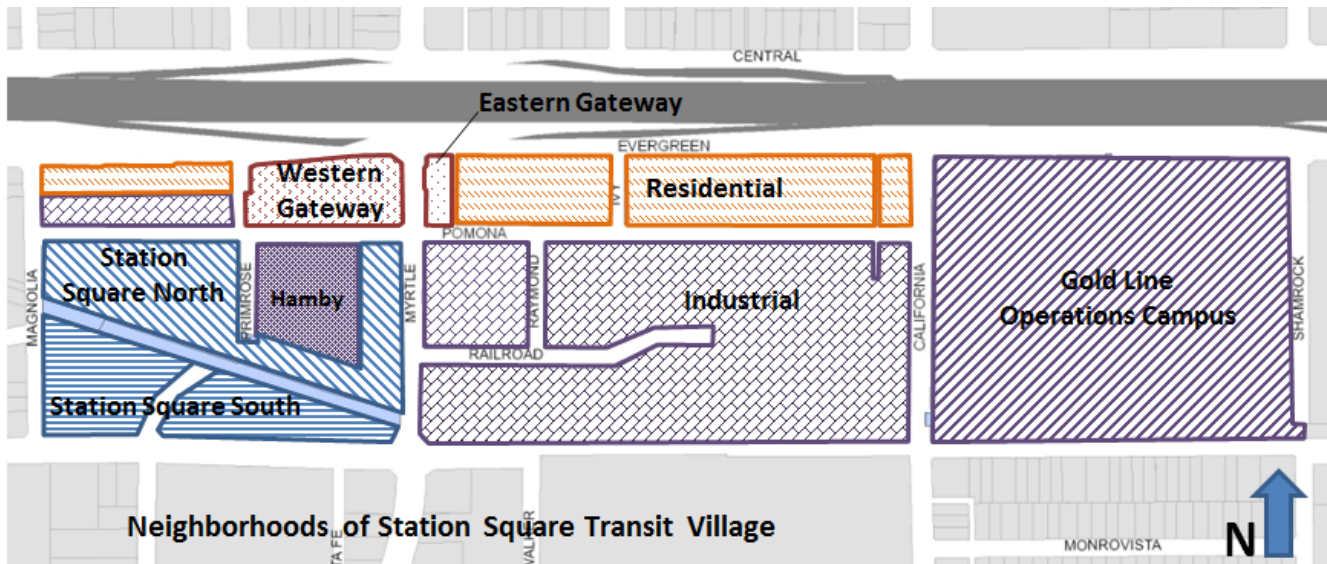 CENTRAL
Eastern Gateway
EVERGREEN
Western
Gateway
IVY
Residential
POMONA
MAGNOLIA
Station
Square North
PRIMROSE
Hamby
MYRTLE
RAYMOND
Industrial
CALIFORNIA
Gold Line
Operations Campus
SHAMROCK
RAILROAD
Station Square South
Neighborhoods of Station Square Transit Village
N
MONROVISTA